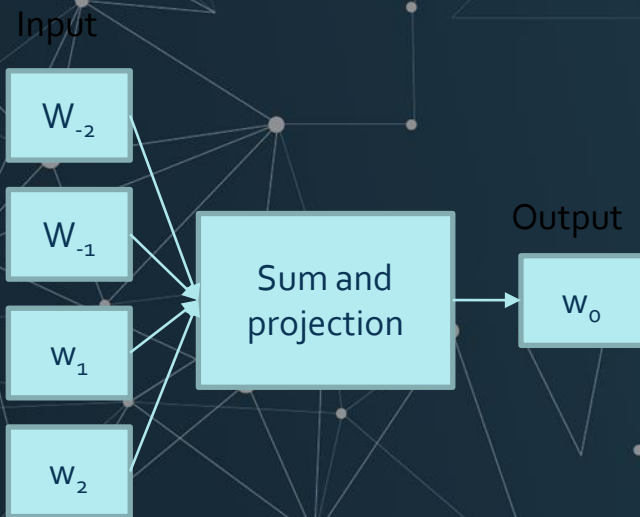 Input
W₋₂
W₋₁
w₁
w₂
Sum and
projection
Output
w₀